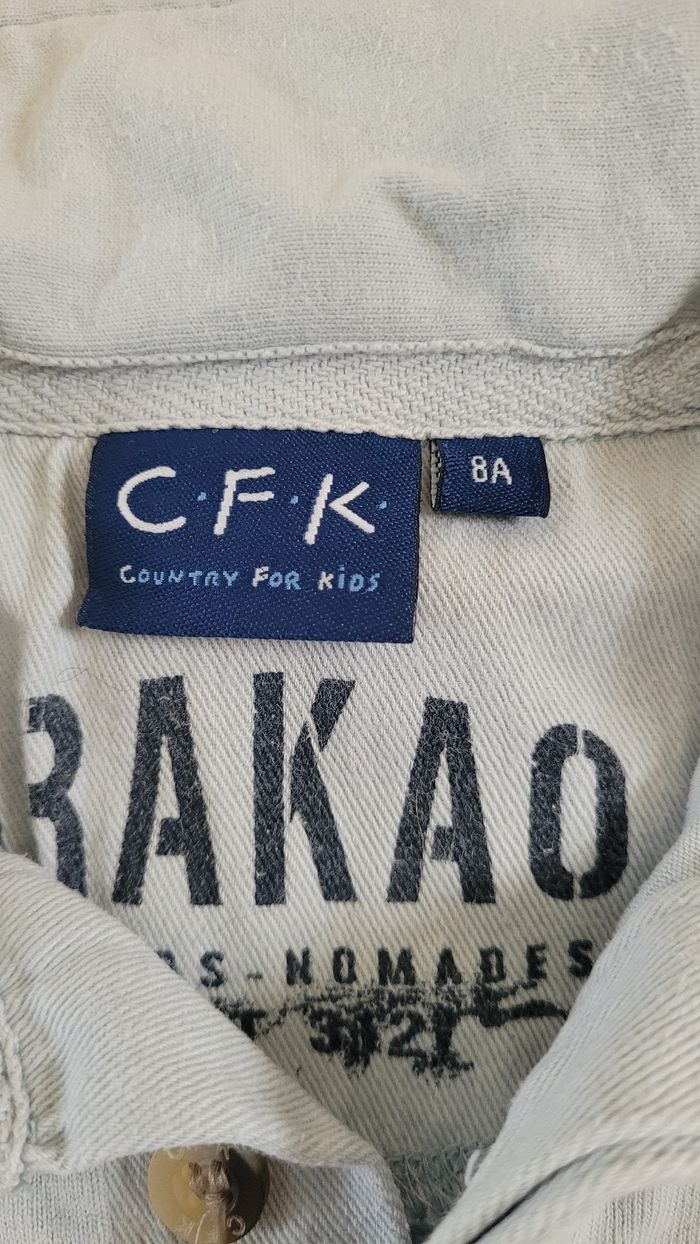 C·F·K·
COUNTRY FOR KiDS
8A
RAKAO
S-NOMADES